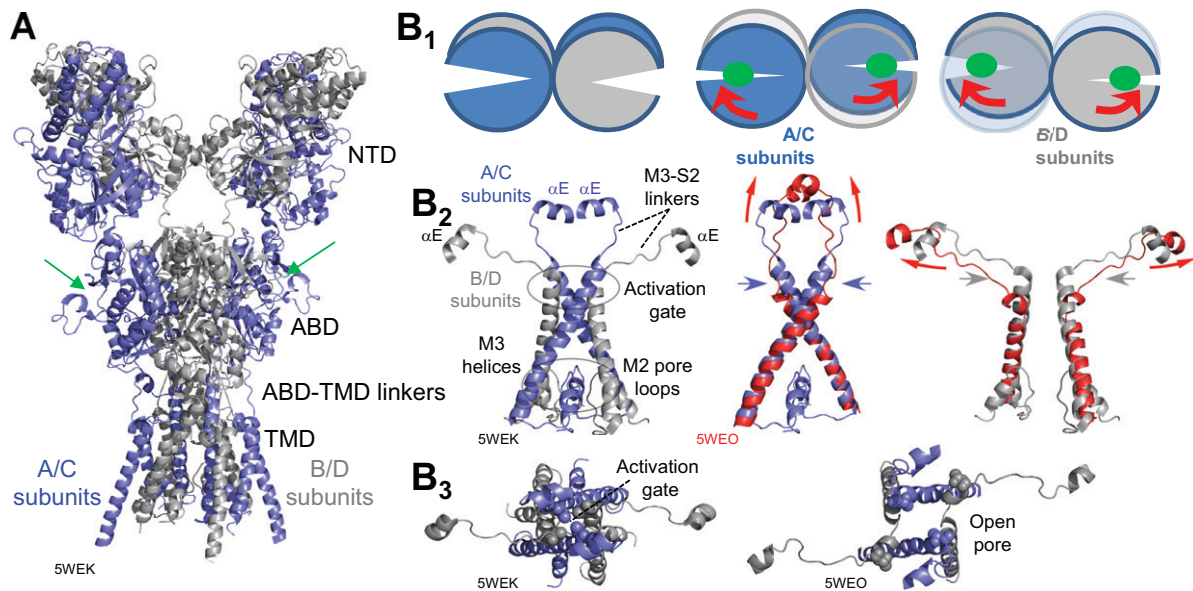 A
NTD
ABD
ABD-TMD linkers
TMD
A/C
subunits
B/D
subunits
5WEK
B1
A/C
subunits
B/D
subunits
B2
A/C
subunits
αE αE
M3-S2
linkers
αE
αE
B/D
subunits
Activation
gate
M3
helices
M2 pore
loops
5WEK
5WEO
B3
Activation
gate
5WEK
Open
pore
5WEO